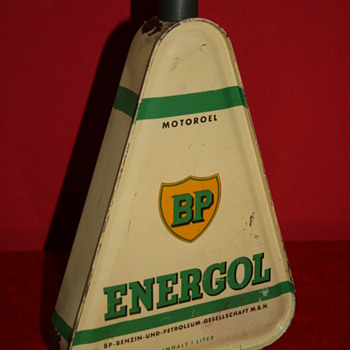 MOTOROEL
BP
ENERGOL
BP-BENZIN-UND-PETROLEUM-GESELLSCHAFT M.B.H.
INHALT 1 LITER